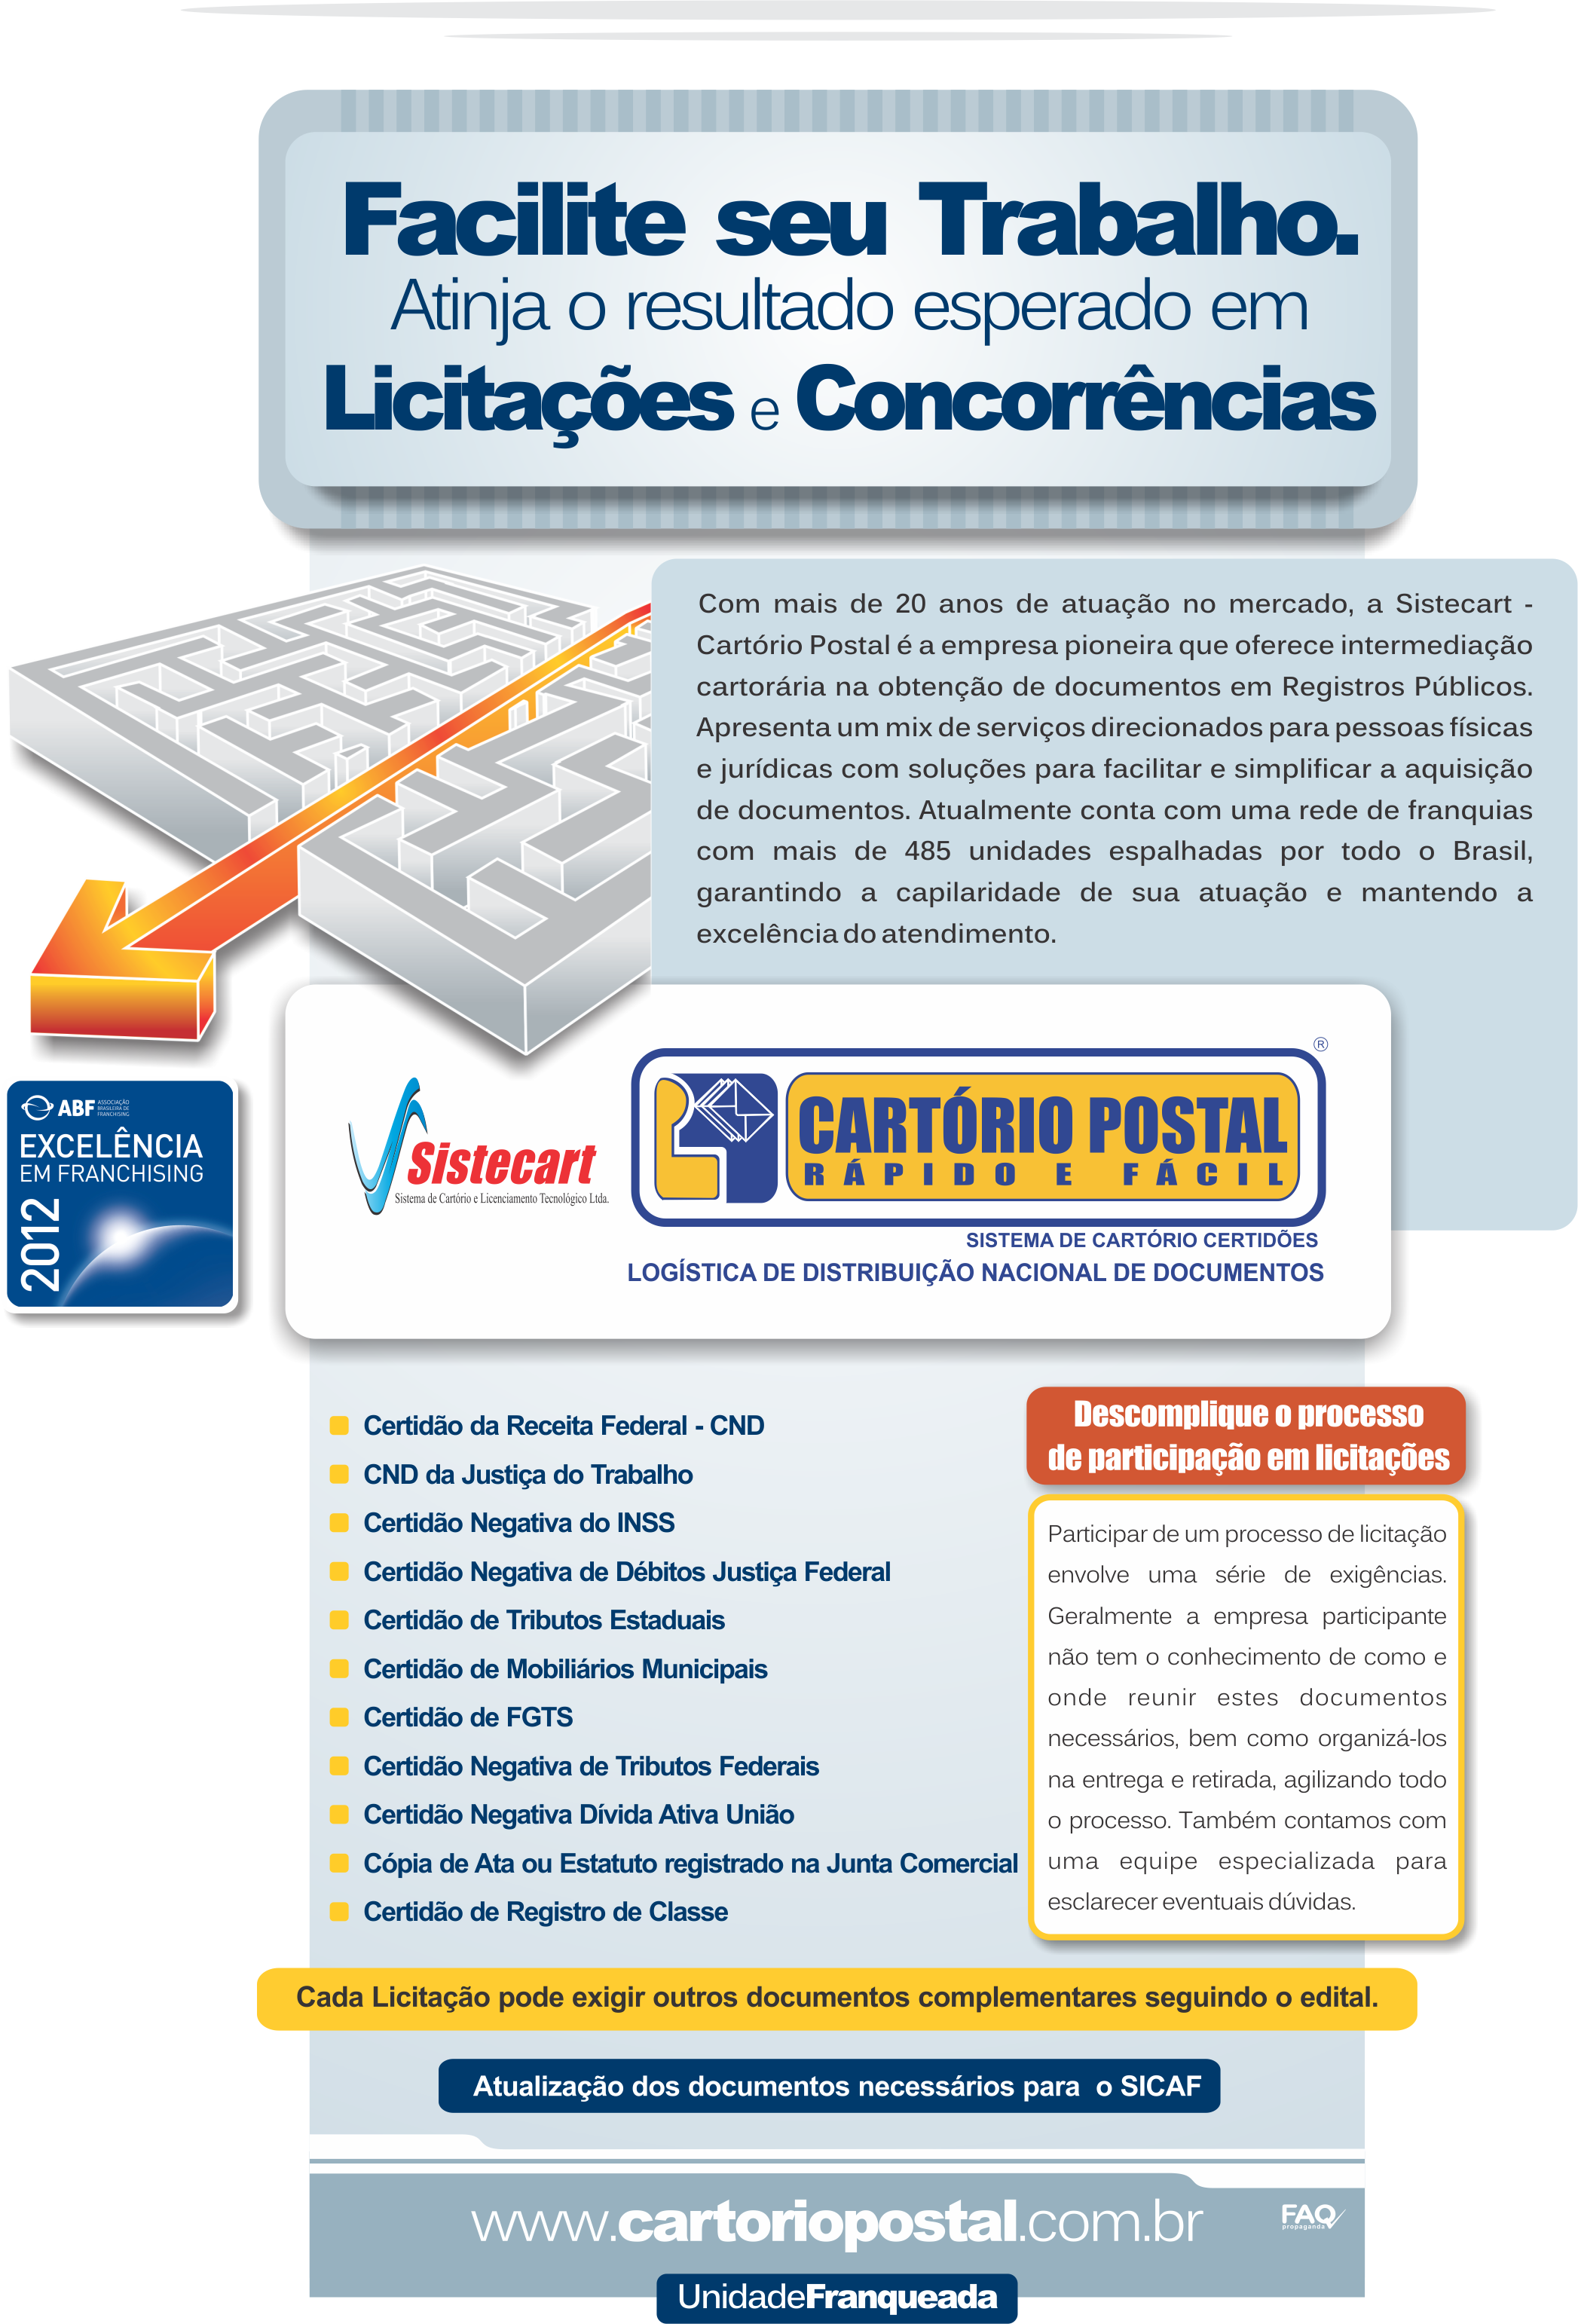 Facilite seu Trabalho.
Atinja o resultado esperado em
Licitações e Concorrências
Com mais de 20 anos de atuação no mercado, a Sistecart -
Cartório Postal é a empresa pioneira que oferece intermediação
cartorária na obtenção de documentos em Registros Públicos.
Apresenta um mix de serviços direcionados para pessoas físicas
e jurídicas com soluções para facilitar e simplificar a aquisição
de documentos. Atualmente conta com uma rede de franquias
com mais de 485 unidades espalhadas por todo o Brasil,
garantindo a capilaridade de sua atuação e mantendo a
excelência do atendimento.
ABF ASSOCIAÇÃO
BRASILEIRA DE
FRANCHISING
EXCELÊNCIA
EM FRANCHISING
2012
Sistecart
Sistema de Cartório e Licenciamento Tecnológico Ltda.
®
CARTÓRIO POSTAL
RÁPIDO E FÁCIL
SISTEMA DE CARTÓRIO CERTIDÕES
LOGÍSTICA DE DISTRIBUIÇÃO NACIONAL DE DOCUMENTOS
Certidão da Receita Federal - CND
CND da Justiça do Trabalho
Certidão Negativa do INSS
Certidão Negativa de Débitos Justiça Federal
Certidão de Tributos Estaduais
Certidão de Mobiliários Municipais
Certidão de FGTS
Certidão Negativa de Tributos Federais
Certidão Negativa Dívida Ativa União
Cópia de Ata ou Estatuto registrado na Junta Comercial
Certidão de Registro de Classe
Descomplique o processo
de participação em licitações
Participar de um processo de licitação
envolve uma série de exigências.
Geralmente a empresa participante
não tem o conhecimento de como e
onde reunir estes documentos
necessários, bem como organizá-los
na entrega e retirada, agilizando todo
o processo. Também contamos com
uma equipe especializada para
esclarecer eventuais dúvidas.
Cada Licitação pode exigir outros documentos complementares seguindo o edital.
Atualização dos documentos necessários para o SICAF
www.cartoriopostal.com.br
FAQ
propaganda
UnidadeFranqueada